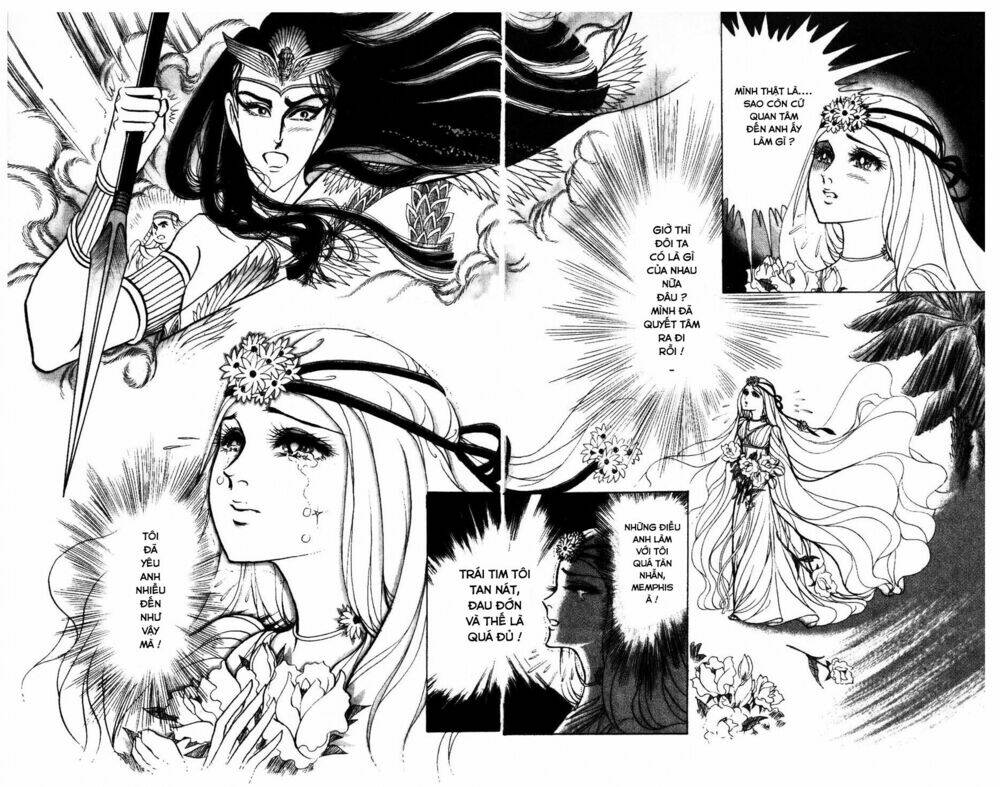 MÌNH THẬT LÀ....
SAO CÒN CỨ
QUAN TÂM
ĐẾN ANH ẤY
LÀM GÌ ?
GIỜ THÌ
ĐÔI TA
CÓ LÀ GÌ
CỦA NHAU
NỮA
ĐÂU ?
MÌNH ĐÃ
QUYẾT TÂM
RA ĐI
RỒI !
NHỮNG ĐIỀU
ANH LÀM
VỚI TÔI
QUÁ TÀN
NHẪN,
MEMPHIS
À !
TRÁI TIM TÔI
TAN NÁT,
ĐAU ĐỚN
VÀ THẾ LÀ
QUÁ ĐỦ !
TÔI
ĐÃ
YÊU
ANH
NHIỀU
ĐẾN
NHƯ
VẬY
MÀ !